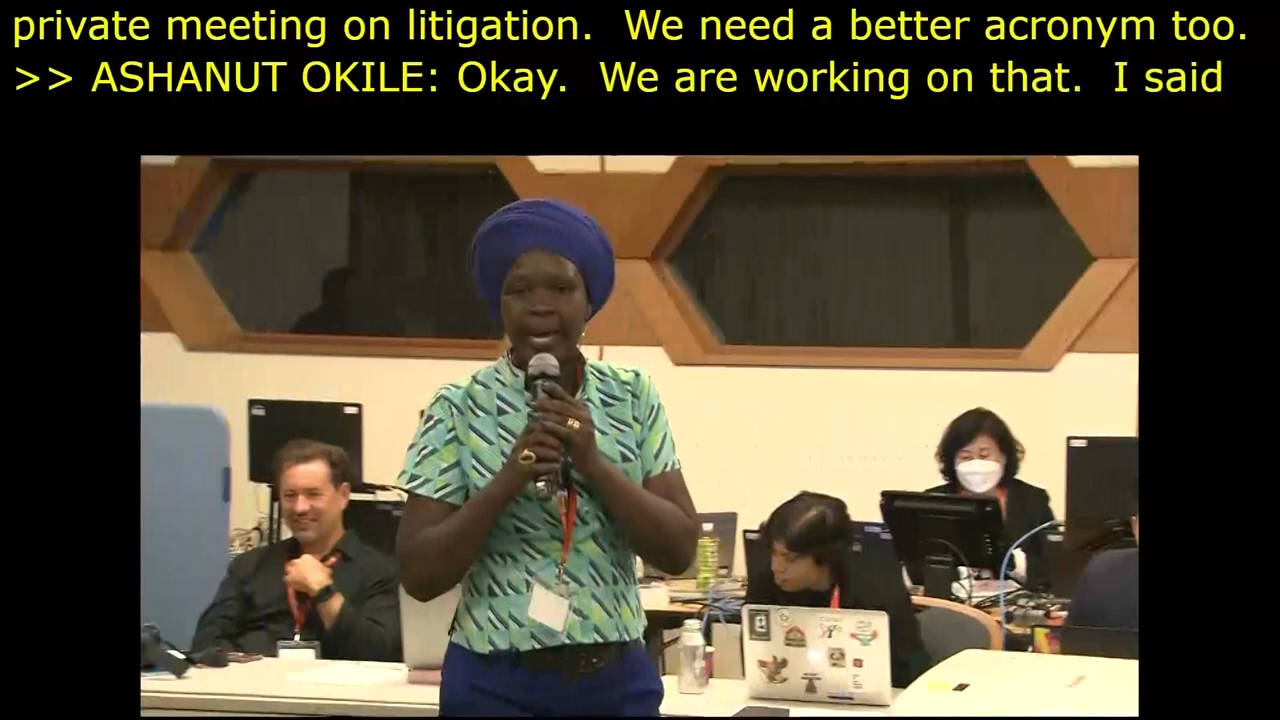 private meeting on litigation.  We need a better acronym too.
>> ASHANUT OKILE: Okay.  We are working on that.  I said